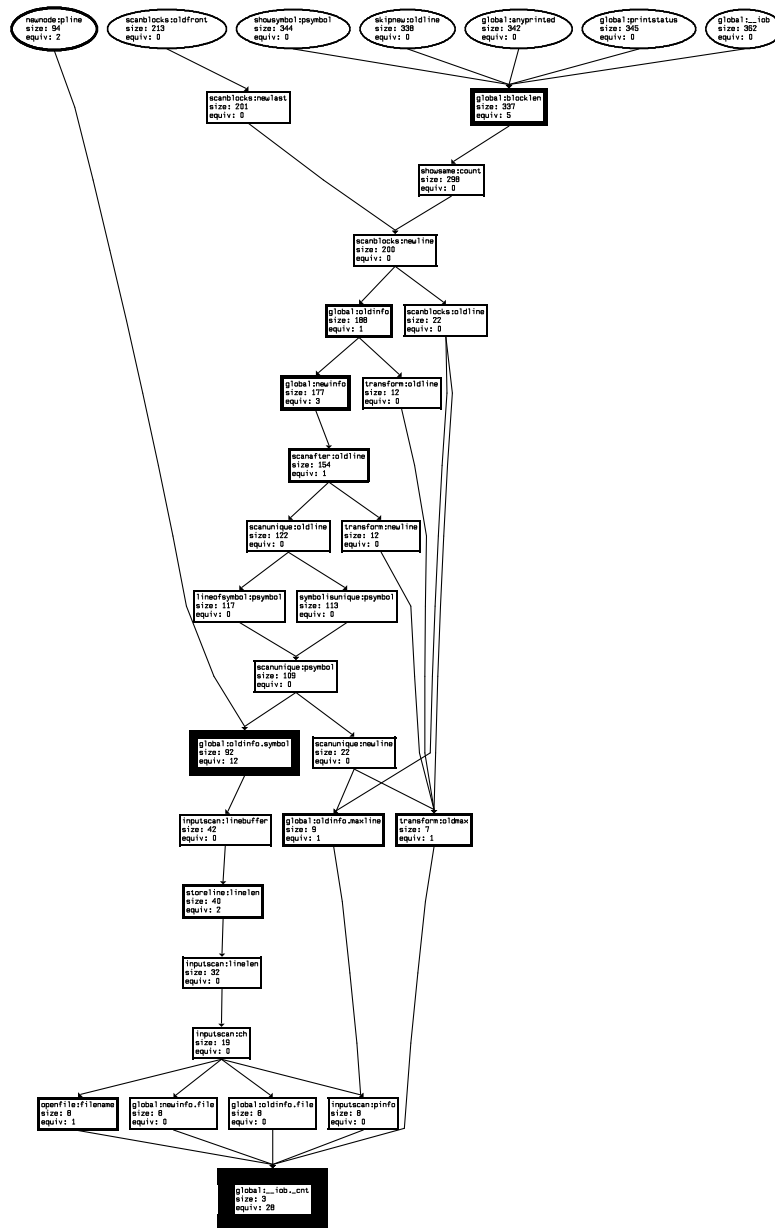 newnode:pline
size: 94
equiv: 2
scanblocks:oldfront
size: 213
equiv: 0
showsymbol:psymbol
size: 344
equiv: 0
skipnew:oldline
size: 338
equiv: 0
global:anyprinted
size: 342
equiv: 0
global:printstatus
size: 345
equiv: 0
global:__iob
size: 362
equiv: 0
scanblocks:newlast
size: 201
equiv: 0
global:blocklen
size: 337
equiv: 5
showsame:count
size: 298
equiv: 0
scanblocks:newline
size: 200
equiv: 0
global:oldinfo
size: 188
equiv: 1
scanblocks:oldline
size: 22
equiv: 0
global:newinfo
size: 177
equiv: 3
transform:oldline
size: 12
equiv: 0
scanafter:oldline
size: 154
equiv: 1
scanunique:oldline
size: 122
equiv: 0
transform:newline
size: 12
equiv: 0
lineofsymbol:psymbol
size: 117
equiv: 0
symbolisunique:psymbol
size: 113
equiv: 0
scanunique:psymbol
size: 109
equiv: 0
global:oldinfo.symbol
size: 92
equiv: 12
scanunique:newline
size: 22
equiv: 0
inputscan:linebuffer
size: 42
equiv: 0
global:oldinfo.maxline
size: 9
equiv: 1
transform:oldmax
size: 7
equiv: 1
storeline:linelen
size: 40
equiv: 2
inputscan:linelen
size: 32
equiv: 0
inputscan:ch
size: 19
equiv: 0
openfile:filename
size: 8
equiv: 1
global:newinfo.file
size: 8
equiv: 0
global:oldinfo.file
size: 8
equiv: 0
inputscan:pinfo
size: 8
equiv: 0
global:__iob._cnt
size: 3
equiv: 28